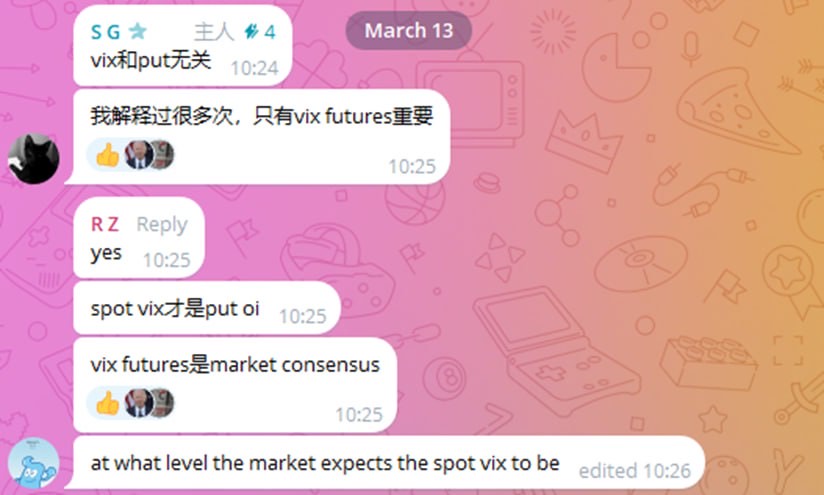 March 13
S G 主人 4
vix和put无关 10:24
我解释过很多次，只有vix futures重要
10:25
R Z Reply
yes 10:25
spot vix才是put oi 10:25
vix futures是market consensus
10:25
at what level the market expects the spot vix to be edited 10:26